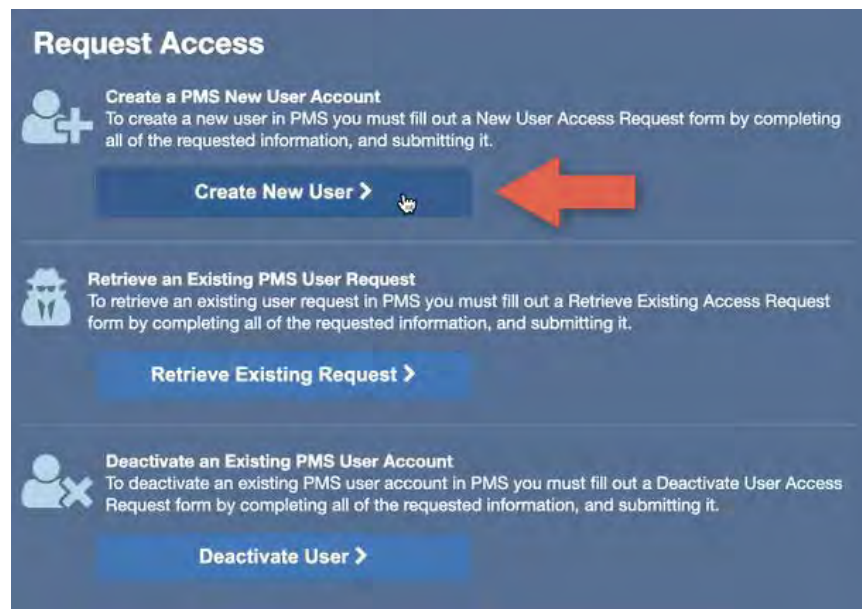 Request Access
Create a PMS New User Account
To create a new user in PMS you must fill out a New User Access Request form by completing
all of the requested information, and submitting it.
Create New User >
Retrieve an Existing PMS User Request
To retrieve an existing user request in PMS you must fill out a Retrieve Existing Access Request
form by completing all of the requested information, and submitting it.
Retrieve Existing Request >
Deactivate an Existing PMS User Account
To deactivate an existing PMS user account in PMS you must fill out a Deactivate User Access
Request form by completing all of the requested information, and submitting it.
Deactivate User >